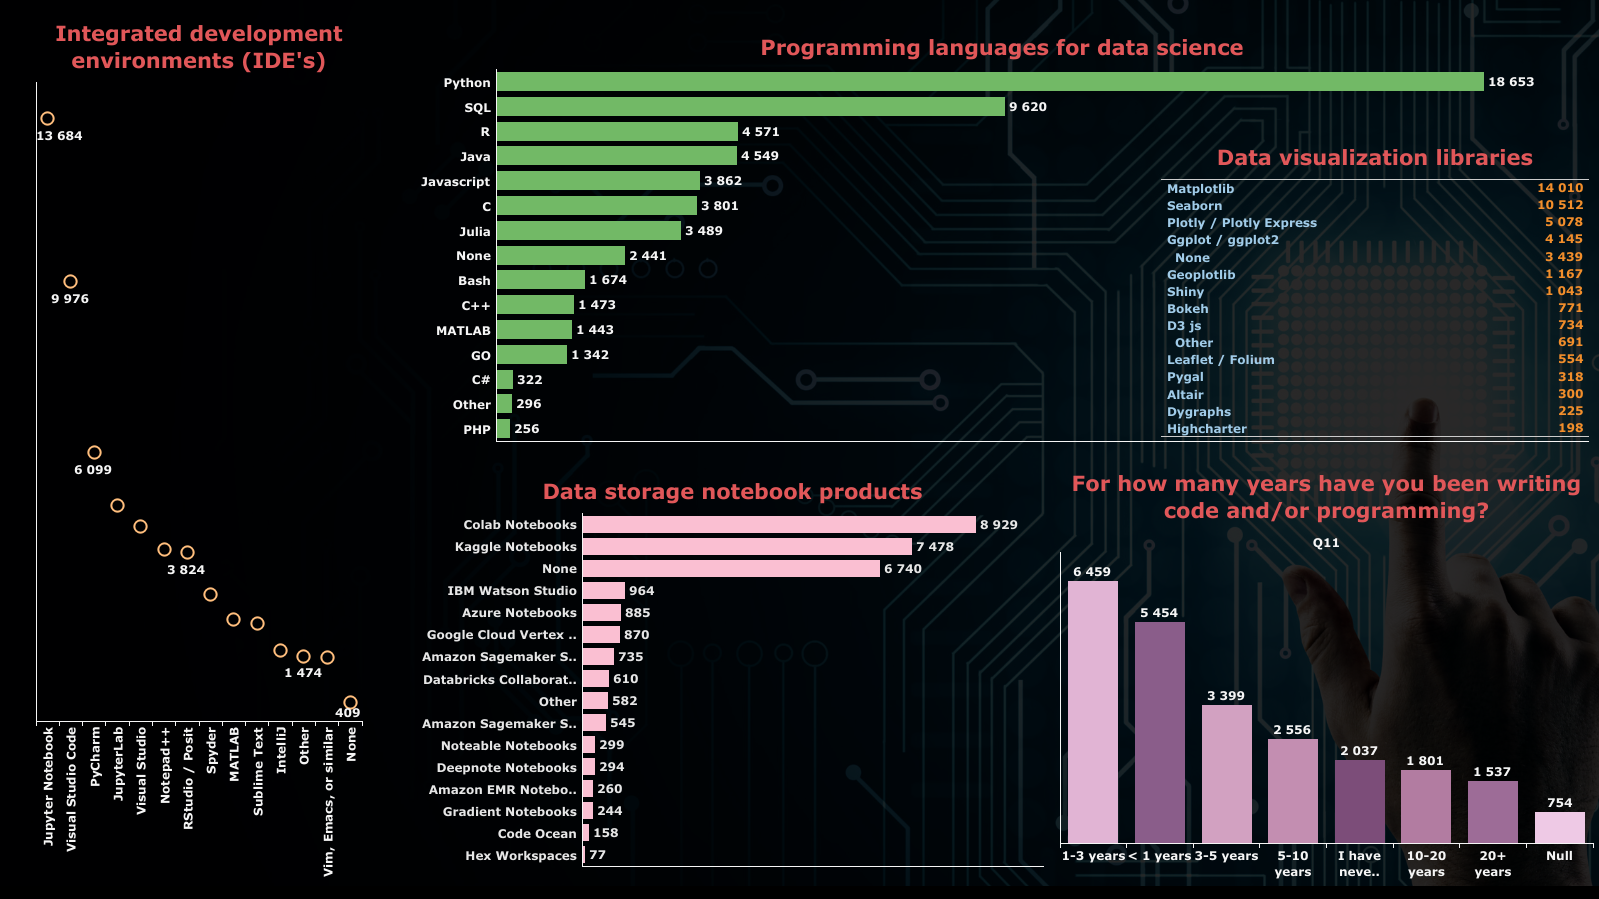 Integrated development
environments (IDE's)
13 684
9 976
6 099
3 824
1 474
409
Jupyter Notebook
Visual Studio Code
PyCharm
JupyterLab
Visual Studio
Notepad++
RStudio / Posit
Spyder
MATLAB
Sublime Text
IntelliJ
Other
Vim, Emacs, or similar
None
Programming languages for data science
Python 18 653
SQL 9 620
R 4 571
Java 4 549
Javascript 3 862
C 3 801
Julia 3 489
None 2 441
Bash 1 674
C++ 1 473
MATLAB 1 443
GO 1 342
C# 322
Other 296
PHP 256
Data visualization libraries
Matplotlib 14 010
Seaborn 10 512
Plotly / Plotly Express 5 078
Ggplot / ggplot2 4 145
None 3 439
Geoplotlib 1 167
Shiny 1 043
Bokeh 771
D3 js 734
Other 691
Leaflet / Folium 554
Pygal 318
Altair 300
Dygraphs 225
Highcharter 198
Data storage notebook products
Colab Notebooks 8 929
Kaggle Notebooks 7 478
None 6 740
IBM Watson Studio 964
Azure Notebooks 885
Google Cloud Vertex .. 870
Amazon Sagemaker S.. 735
Databricks Collaborat.. 610
Other 582
Amazon Sagemaker S.. 545
Noteable Notebooks 299
Deepnote Notebooks 294
Amazon EMR Notebo.. 260
Gradient Notebooks 244
Code Ocean 158
Hex Workspaces 77
For how many years have you been writing
code and/or programming?
Q11
6 459
5 454
3 399
2 556
2 037
1 801
1 537
754
1-3 years < 1 years 3-5 years 5-10 I have 10-20 20+ Null
years neve.. years years